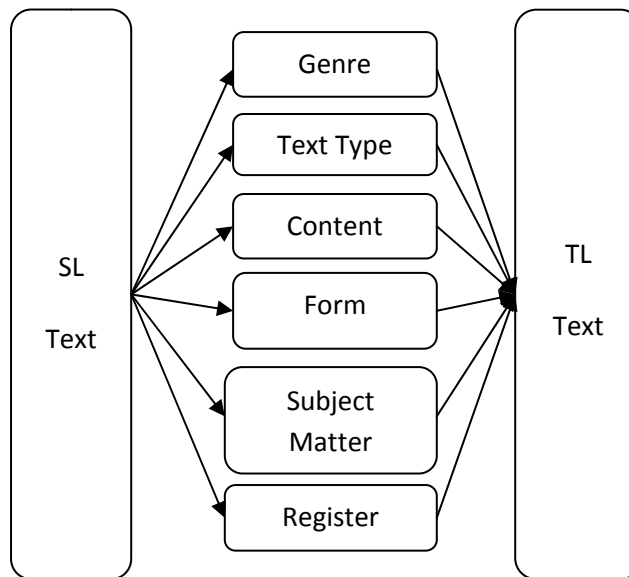 SL
Text
Genre
Text Type
Content
Form
Subject
Matter
Register
TL
Text